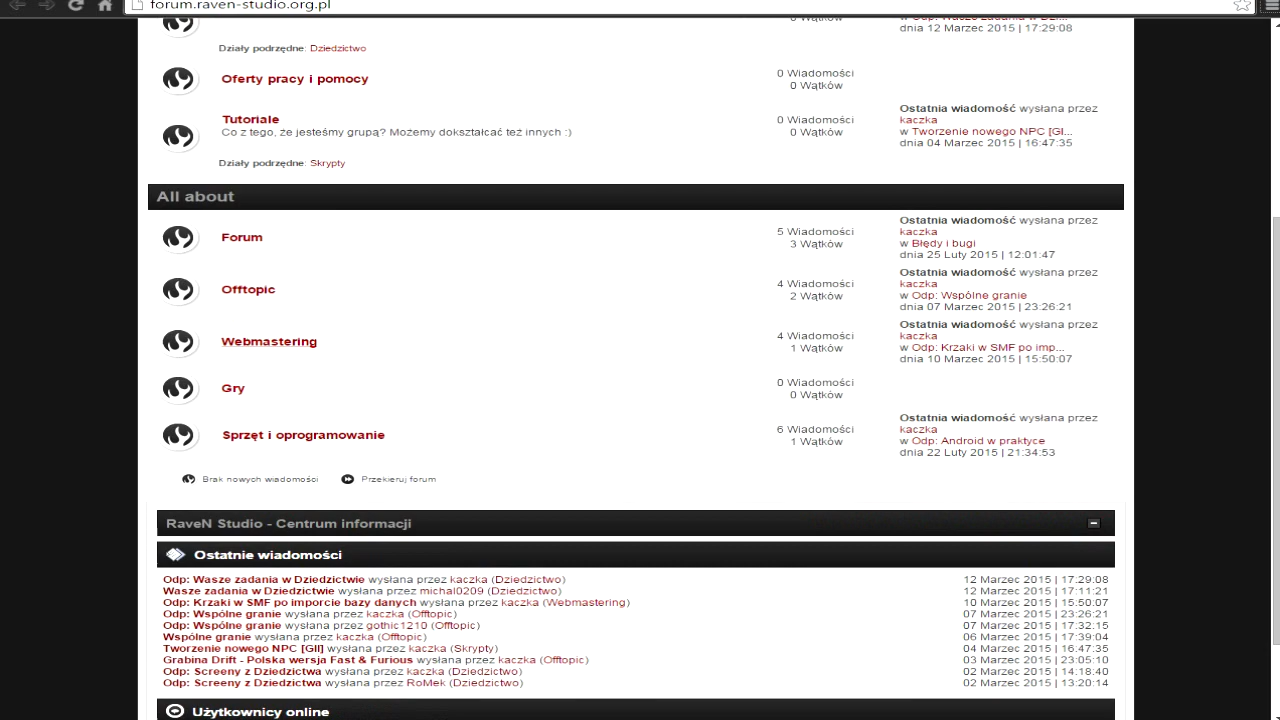 forum.raven-studio.org.pl
dnia 12 Marzec 2015 | 17:29:08
Działy podrzędne: Dziedzictwo
Oferty pracy i pomocy
0 Wiadomości
0 Wątków
Tutoriale
Co z tego, że jesteśmy grupą? Możemy dokształcać też innych :)
0 Wiadomości
0 Wątków
Ostatnia wiadomość wysłana przez
kaczka
w Tworzenie nowego NPC [GI...
dnia 04 Marzec 2015 | 16:47:35
Działy podrzędne: Skrypty
All about
Forum
5 Wiadomości
3 Wątków
Ostatnia wiadomość wysłana przez
kaczka
w Błędy i bugi
dnia 25 Luty 2015 | 12:01:47
Offtopic
4 Wiadomości
2 Wątków
Ostatnia wiadomość wysłana przez
kaczka
w Odp: Wspólne granie
dnia 07 Marzec 2015 | 23:26:21
Webmastering
4 Wiadomości
1 Wątków
Ostatnia wiadomość wysłana przez
kaczka
w Odp: Krzaki w SMF po imp...
dnia 10 Marzec 2015 | 15:50:07
Gry
0 Wiadomości
0 Wątków
Sprzęt i oprogramowanie
6 Wiadomości
1 Wątków
Ostatnia wiadomość wysłana przez
kaczka
w Odp: Android w praktyce
dnia 22 Luty 2015 | 21:34:53
Brak nowych wiadomości Przekieruj forum
RaveN Studio - Centrum informacji
Ostatnie wiadomości
Odp: Wasze zadania w Dziedzictwie wysłana przez kaczka (Dziedzictwo) 12 Marzec 2015 | 17:29:08
Wasze zadania w Dziedzictwie wysłana przez michal0209 (Dziedzictwo) 12 Marzec 2015 | 17:11:21
Odp: Krzaki w SMF po imporcie bazy danych wysłana przez kaczka (Webmastering) 10 Marzec 2015 | 15:50:07
Odp: Wspólne granie wysłana przez kaczka (Offtopic) 07 Marzec 2015 | 23:26:21
Odp: Wspólne granie wysłana przez gothic1210 (Offtopic) 07 Marzec 2015 | 17:32:15
Wspólne granie wysłana przez kaczka (Offtopic) 06 Marzec 2015 | 17:39:04
Tworzenie nowego NPC [GII] wysłana przez kaczka (Skrypty) 04 Marzec 2015 | 16:47:35
Grabina Drift - Polska wersja Fast & Furious wysłana przez kaczka (Offtopic) 03 Marzec 2015 | 23:05:10
Odp: Screeny z Dziedzictwa wysłana przez kaczka (Dziedzictwo) 02 Marzec 2015 | 14:18:40
Odp: Screeny z Dziedzictwa wysłana przez RoMek (Dziedzictwo) 02 Marzec 2015 | 13:20:14
Użytkownicy online